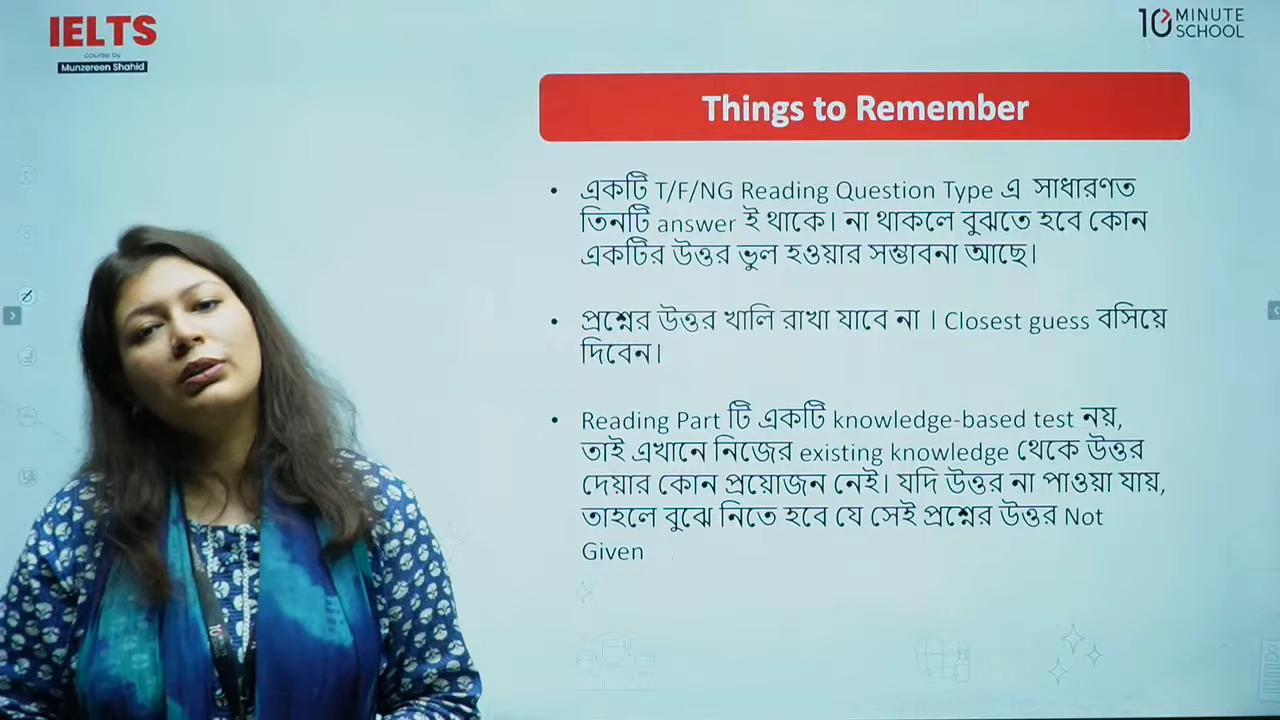 IELTS
course by
Munzereen Shahid
10 MINUTE
SCHOOL
Things to Remember
• একটি T/F/NG Reading Question Type এ সাধারণত
তিনটি answer ই থাকে। না থাকলে বুঝতে হবে কোন
একটির উত্তর ভুল হওয়ার সম্ভাবনা আছে।
• প্রশ্নের উত্তর খালি রাখা যাবে না । Closest guess বসিয়ে
দিবেন।
• Reading Part টি একটি knowledge-based test নয়,
তাই এখানে নিজের existing knowledge থেকে উত্তর
দেয়ার কোন প্রয়োজন নেই। যদি উত্তর না পাওয়া যায়,
তাহলে বুঝে নিতে হবে যে সেই প্রশ্নের উত্তর Not
Given